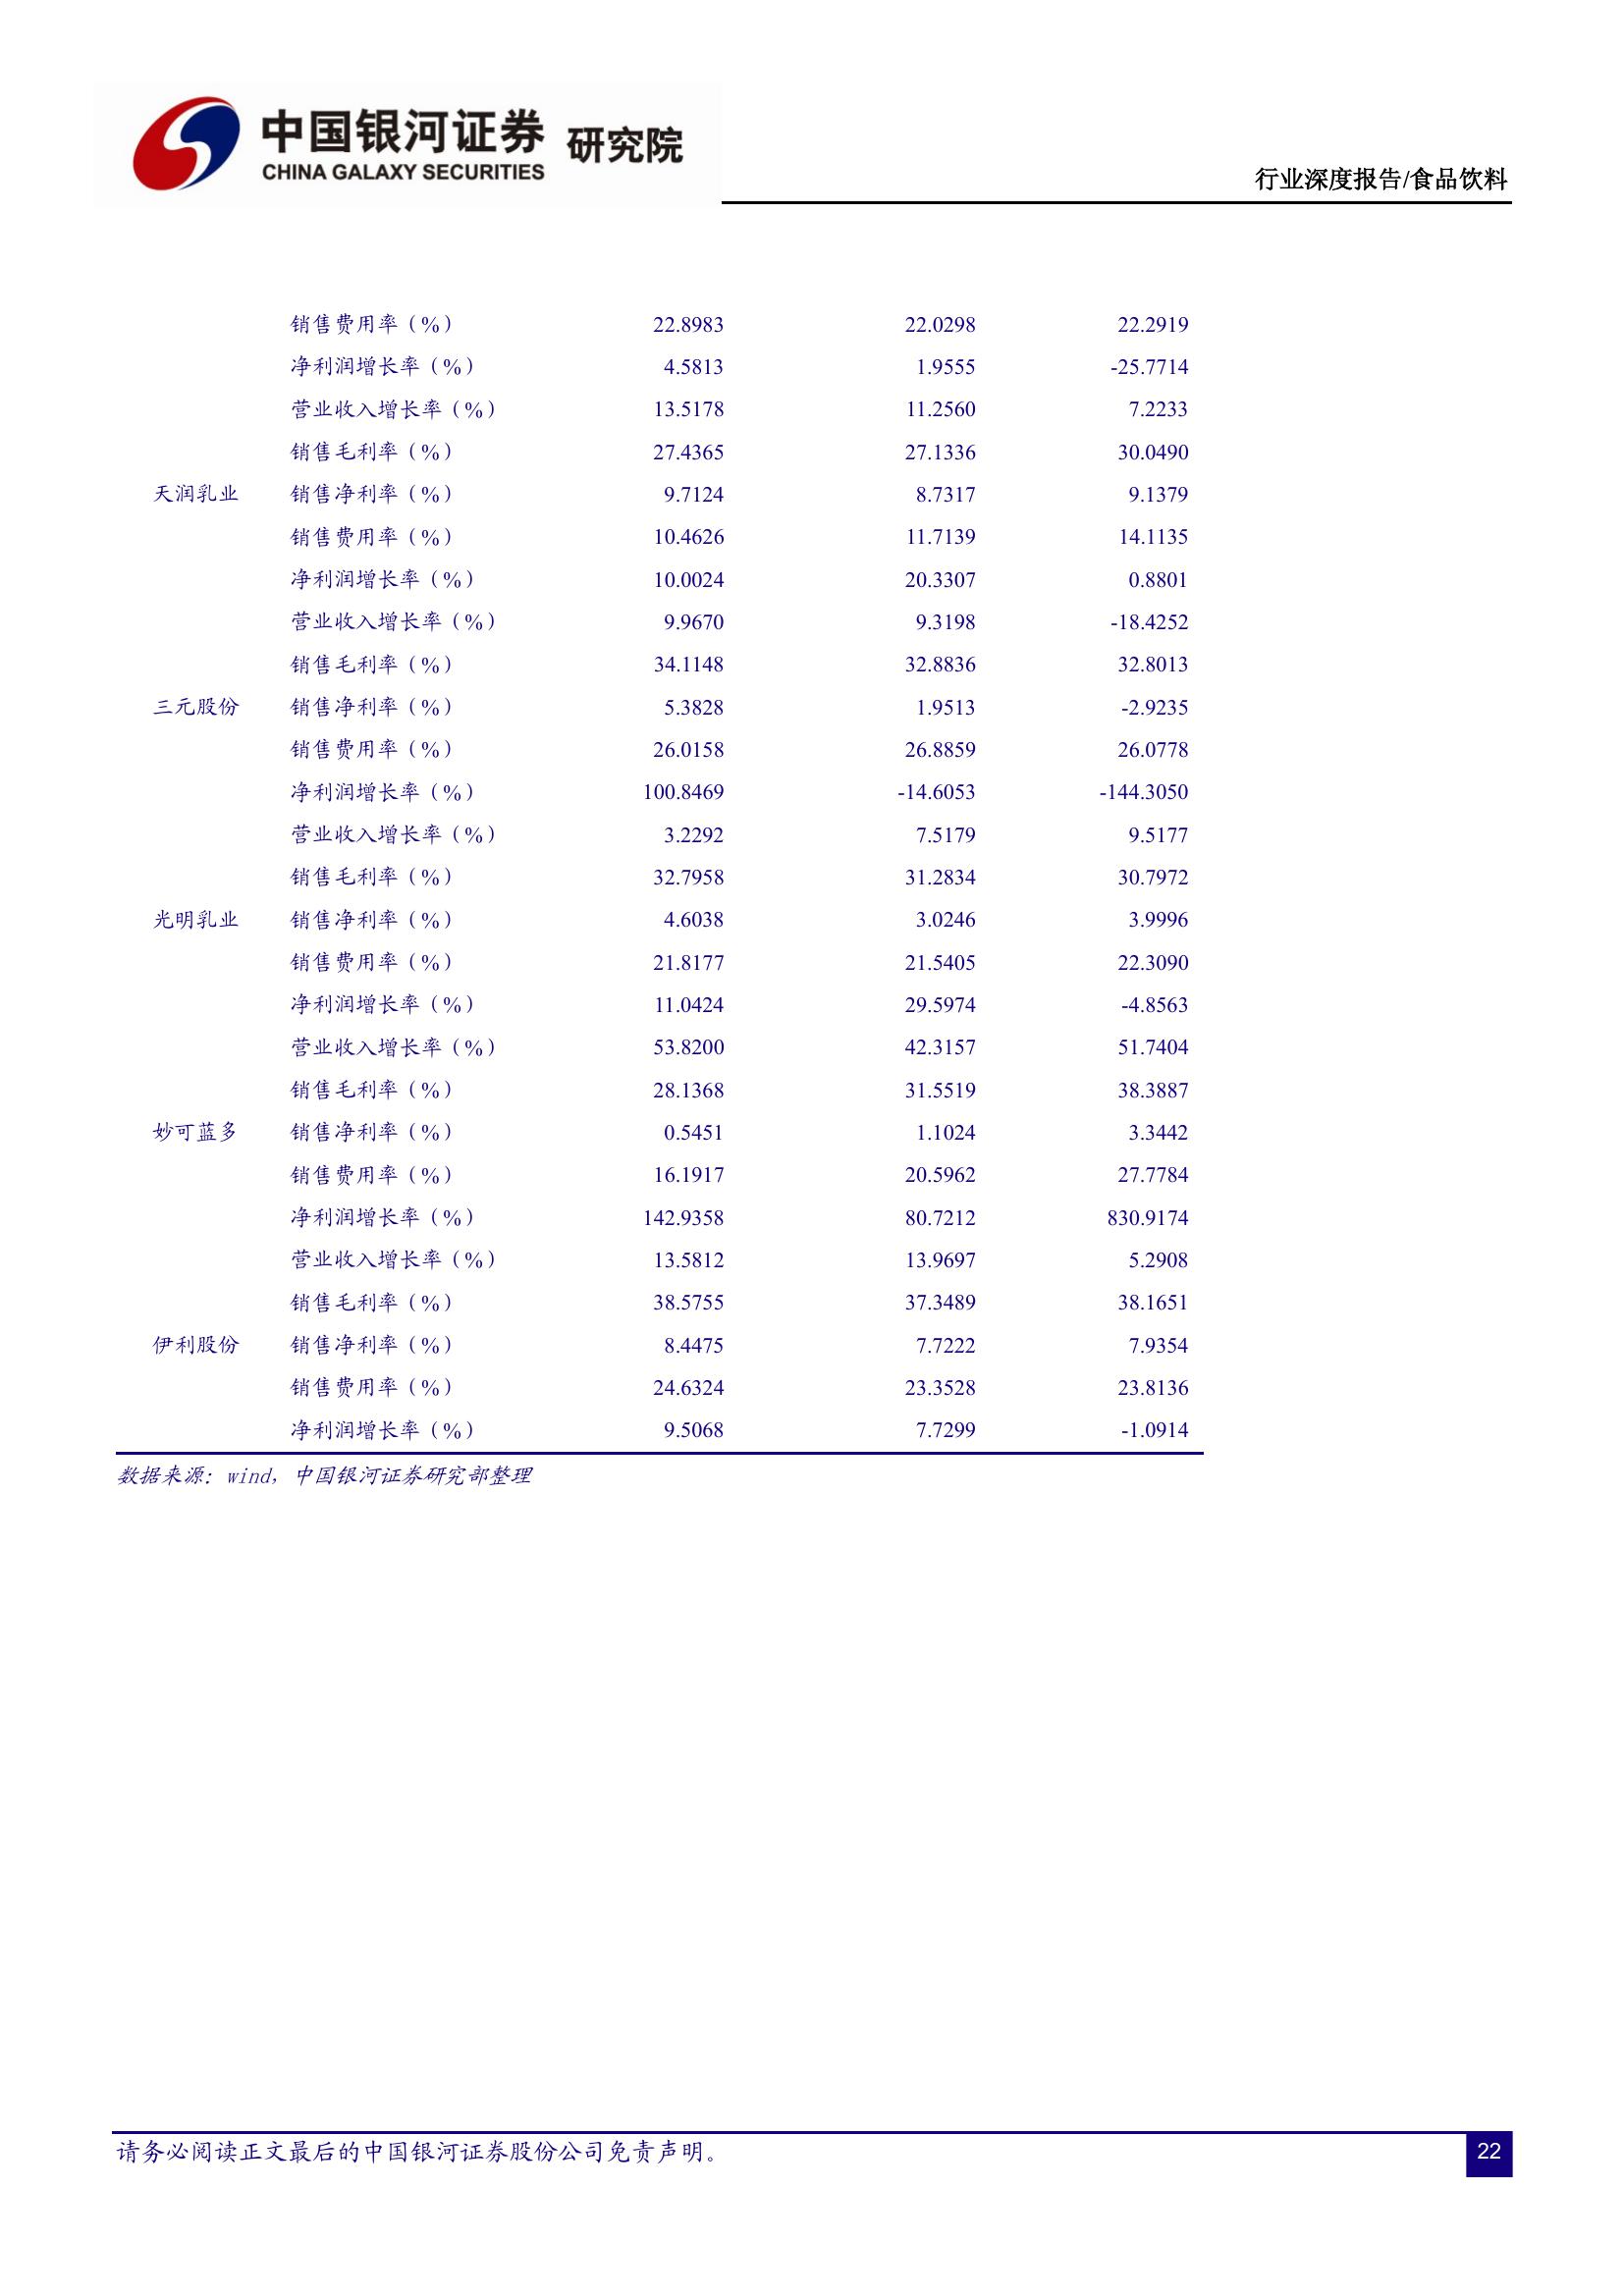 中国银河证券 研究院
CHINA GALAXY SECURITIES
行业深度报告/食品饮料
销售费用率（%） 22.8983 22.0298 22.2919
净利润增长率（%） 4.5813 1.9555 -25.7714
营业收入增长率（%） 13.5178 11.2560 7.2233
销售毛利率（%） 27.4365 27.1336 30.0490
天润乳业 销售净利率（%） 9.7124 8.7317 9.1379
销售费用率（%） 10.4626 11.7139 14.1135
净利润增长率（%） 10.0024 20.3307 0.8801
营业收入增长率（%） 9.9670 9.3198 -18.4252
销售毛利率（%） 34.1148 32.8836 32.8013
三元股份 销售净利率（%） 5.3828 1.9513 -2.9235
销售费用率（%） 26.0158 26.8859 26.0778
净利润增长率（%） 100.8469 -14.6053 -144.3050
营业收入增长率（%） 3.2292 7.5179 9.5177
销售毛利率（%） 32.7958 31.2834 30.7972
光明乳业 销售净利率（%） 4.6038 3.0246 3.9996
销售费用率（%） 21.8177 21.5405 22.3090
净利润增长率（%） 11.0424 29.5974 -4.8563
营业收入增长率（%） 53.8200 42.3157 51.7404
销售毛利率（%） 28.1368 31.5519 38.3887
妙可蓝多 销售净利率（%） 0.5451 1.1024 3.3442
销售费用率（%） 16.1917 20.5962 27.7784
净利润增长率（%） 142.9358 80.7212 830.9174
营业收入增长率（%） 13.5812 13.9697 5.2908
销售毛利率（%） 38.5755 37.3489 38.1651
伊利股份 销售净利率（%） 8.4475 7.7222 7.9354
销售费用率（%） 24.6324 23.3528 23.8136
净利润增长率（%） 9.5068 7.7299 -1.0914
数据来源：wind，中国银河证券研究部整理
请务必阅读正文最后的中国银河证券股份公司免责声明。 22